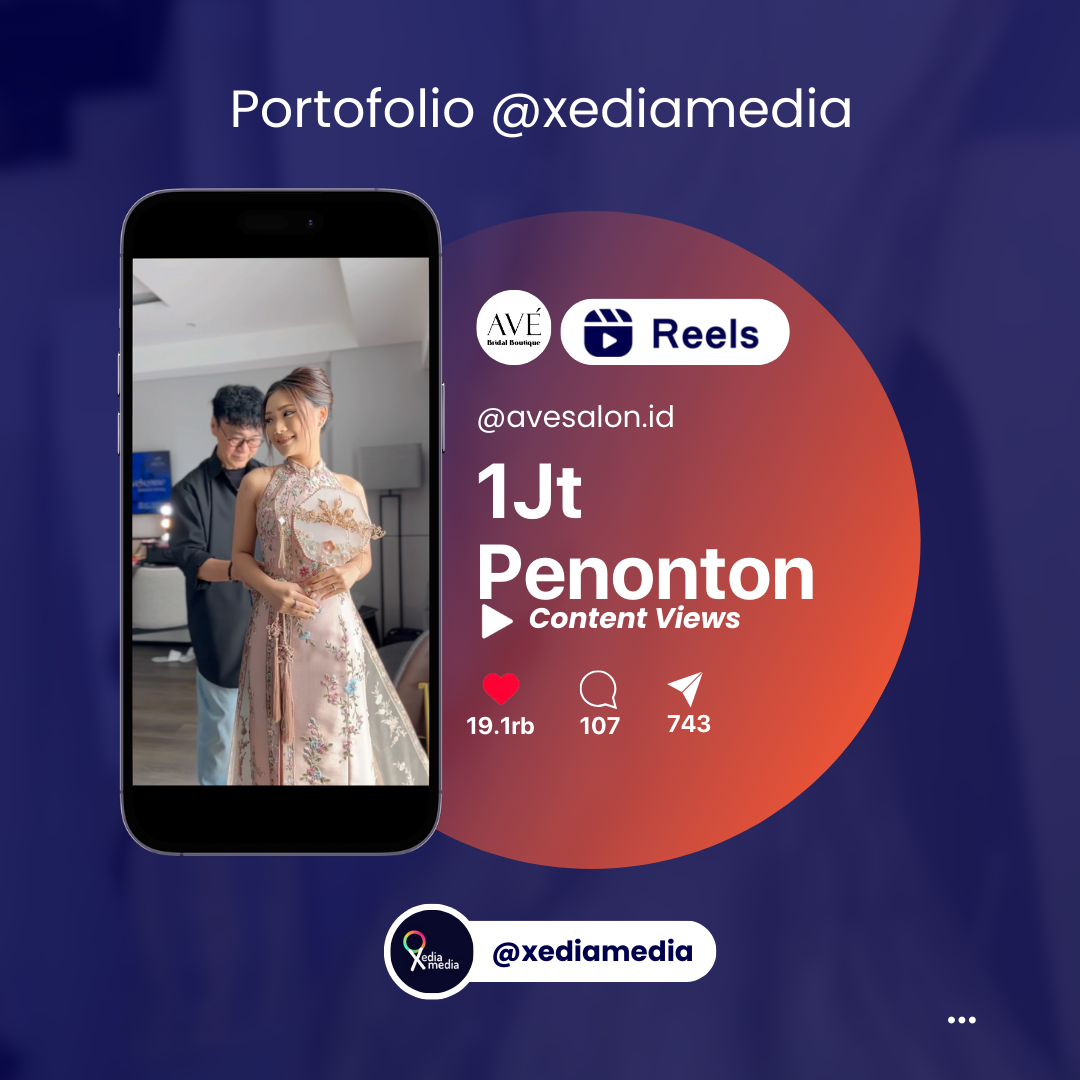 Portofolio @xediamedia
AVÉ
Bridal Boutique
Reels
@avesalon.id
1Jt
Penonton
Content Views
19.1rb
107
743
Xedia
media
@xediamedia